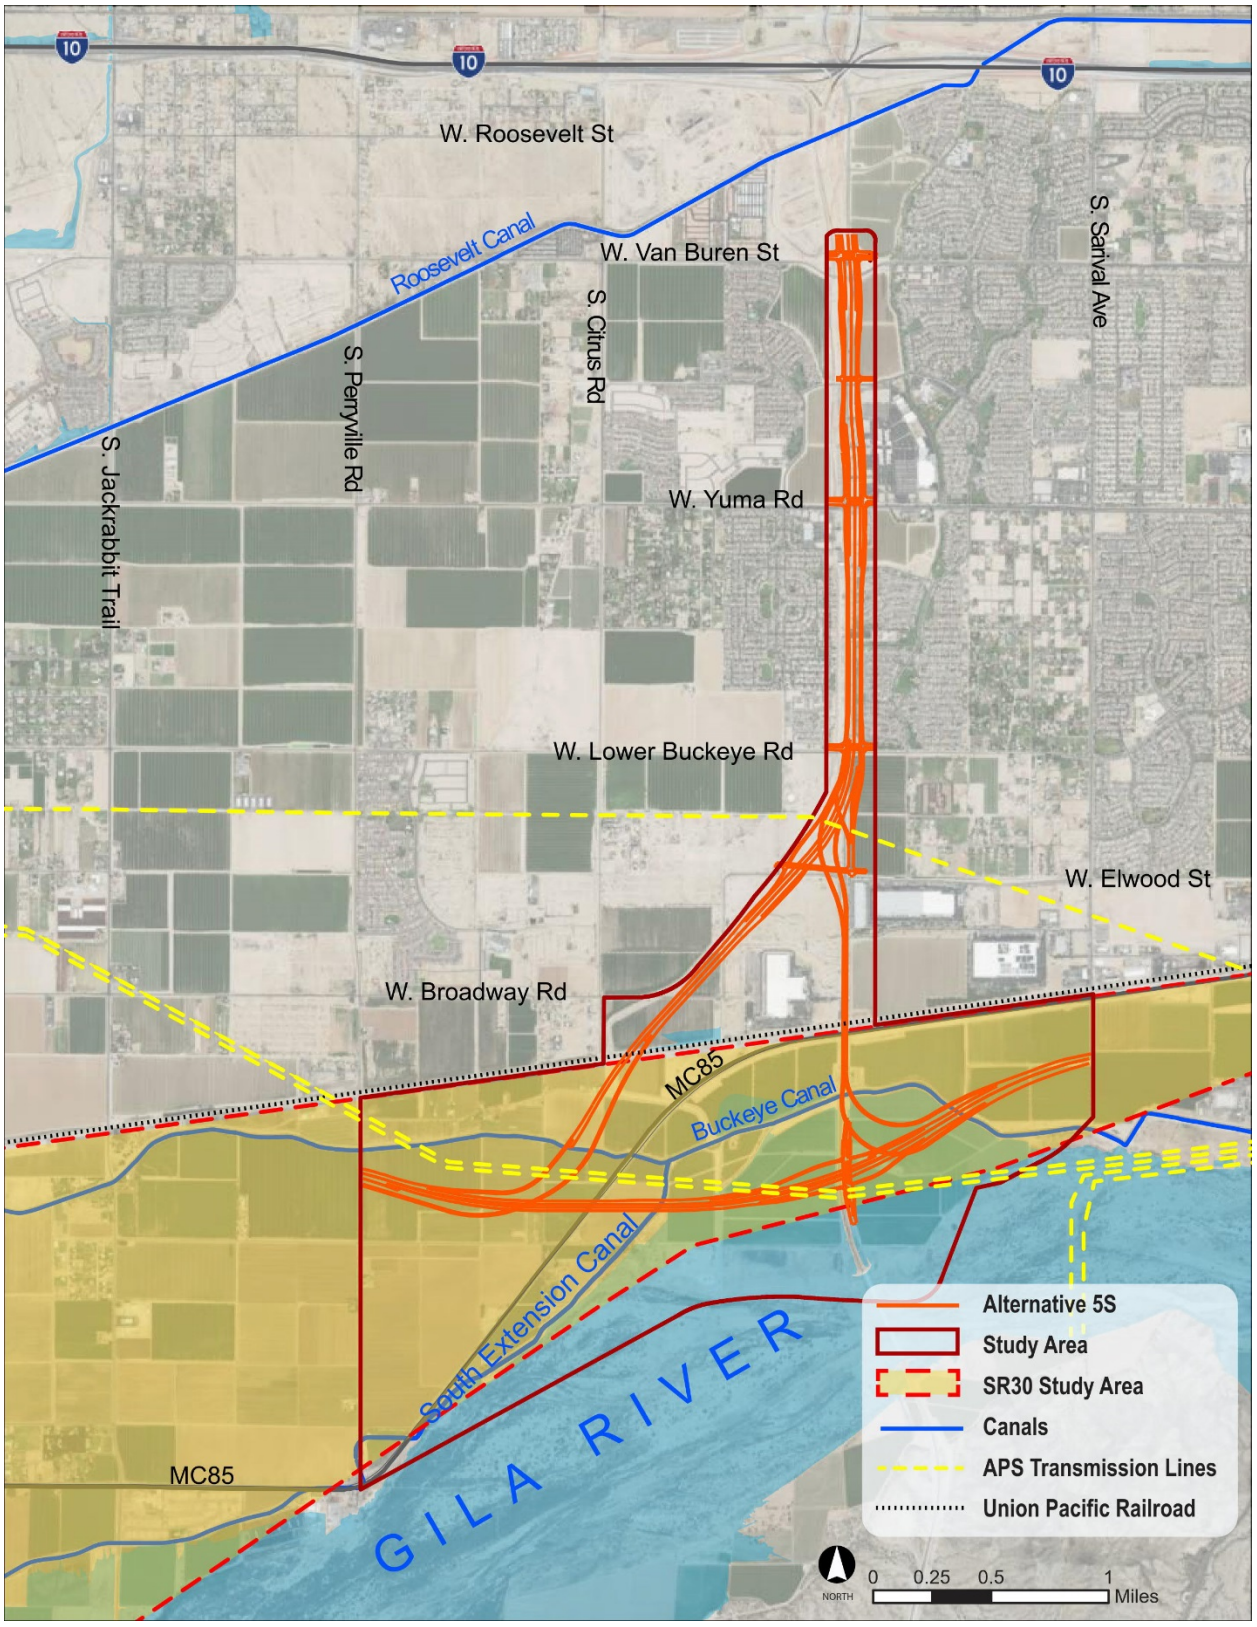 INTERSTATE
10
INTERSTATE
10
INTERSTATE
10
W. Roosevelt St
S. Sarival Ave
Roosevelt Canal
W. Van Buren St
S. Citrus Rd
S. Perryville Rd
S. Jackrabbit Trail
W. Yuma Rd
W. Lower Buckeye Rd
W. Elwood St
W. Broadway Rd
MC85
Buckeye Canal
South Extension Canal
GILA RIVER
MC85
Alternative 5S
Study Area
SR30 Study Area
Canals
APS Transmission Lines
Union Pacific Railroad
NORTH
0 0.25 0.5 1
Miles